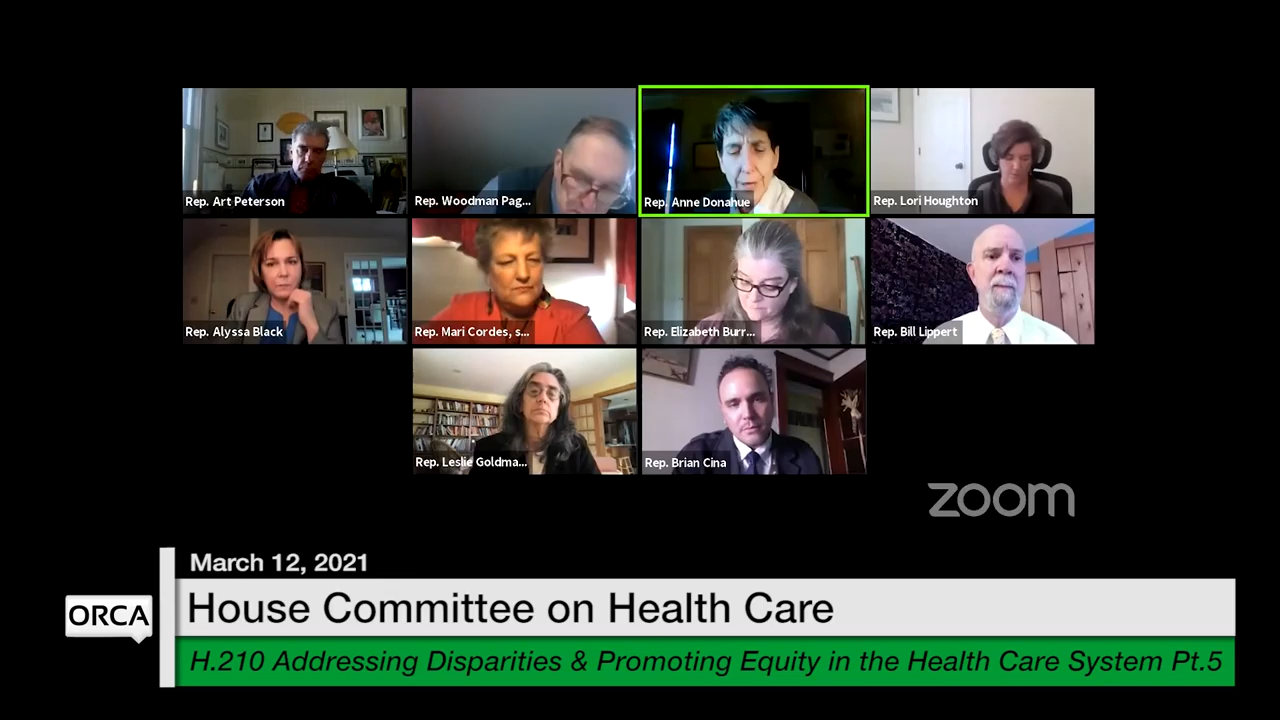 Rep. Art Peterson
Rep. Woodman Pag...
Rep. Anne Donahue
Rep. Lori Houghton
Rep. Alyssa Black
Rep. Mari Cordes, s...
Rep. Elizabeth Burr...
Rep. Bill Lippert
Rep. Leslie Goldma...
Rep. Brian Cina
zoom
March 12, 2021
ORCA
House Committee on Health Care
H.210 Addressing Disparities & Promoting Equity in the Health Care System Pt.5